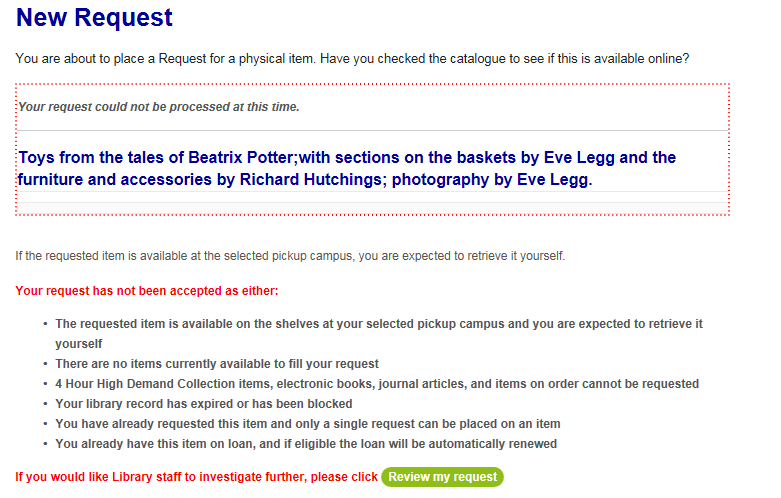 New Request
You are about to place a Request for a physical item. Have you checked the catalogue to see if this is available online?
Your request could not be processed at this time.
Toys from the tales of Beatrix Potter;with sections on the baskets by Eve Legg and the
furniture and accessories by Richard Hutchings; photography by Eve Legg.
If the requested item is available at the selected pickup campus, you are expected to retrieve it yourself.
Your request has not been accepted as either:
• The requested item is available on the shelves at your selected pickup campus and you are expected to retrieve it
yourself
• There are no items currently available to fill your request
• 4 Hour High Demand Collection items, electronic books, journal articles, and items on order cannot be requested
• Your library record has expired or has been blocked
• You have already requested this item and only a single request can be placed on an item
• You already have this item on loan, and if eligible the loan will be automatically renewed
If you would like Library staff to investigate further, please click Review my request